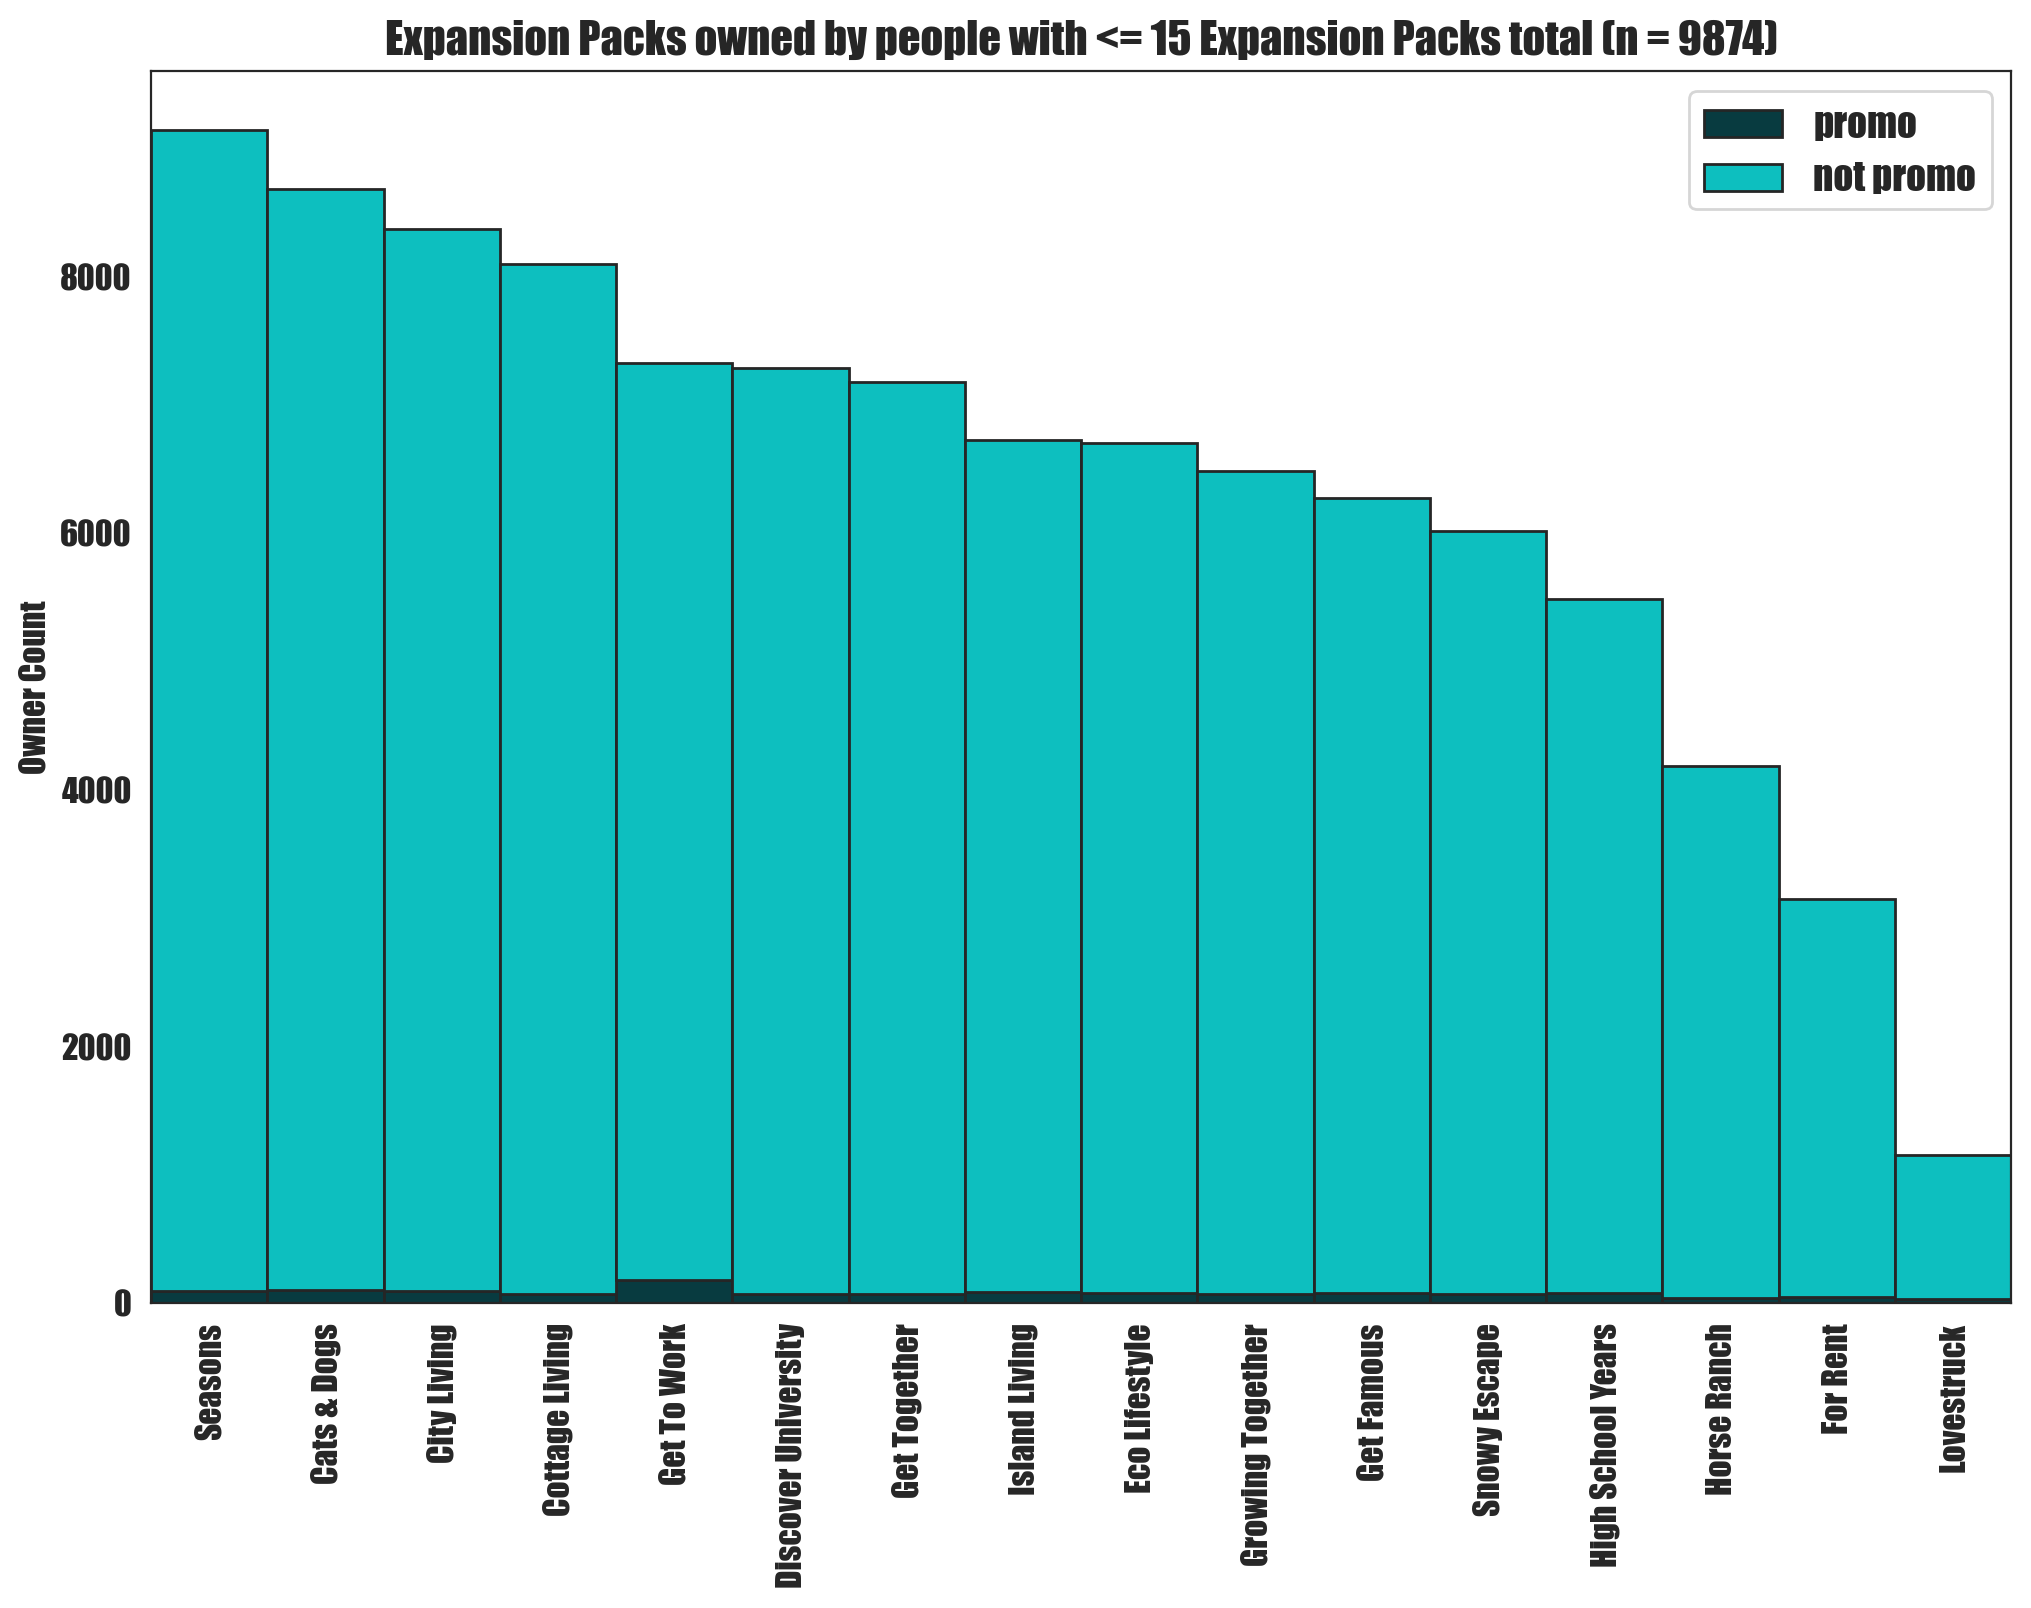 Expansion Packs owned by people with <= 15 Expansion Packs total (n = 9874)
promo
not promo
Owner Count
8000
6000
4000
2000
0
Seasons
Cats & Dogs
City Living
Cottage Living
Get To Work
Discover University
Get Together
Island Living
Eco Lifestyle
Growing Together
Get Famous
Snowy Escape
High School Years
Horse Ranch
For Rent
Lovestruck